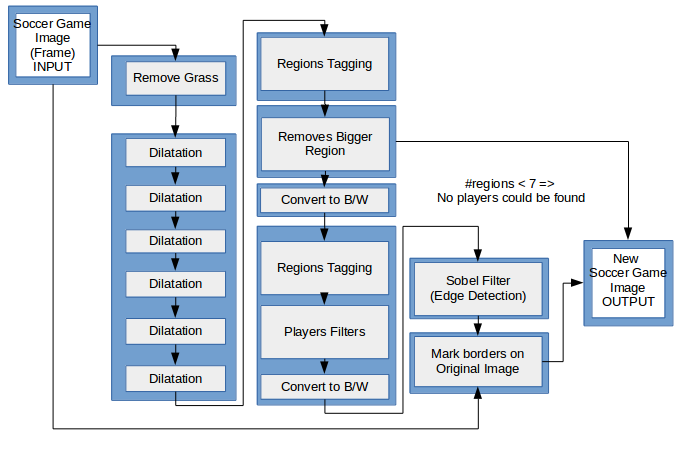 Soccer Game
Image
(Frame)
INPUT
Remove Grass
Dilatation
Dilatation
Dilatation
Dilatation
Dilatation
Dilatation
Regions Tagging
Removes Bigger
Region
Convert to B/W
Regions Tagging
Players Filters
Convert to B/W
#regions < 7 =>
No players could be found
Sobel Filter
(Edge Detection)
Mark borders on
Original Image
New
Soccer Game
Image
OUTPUT